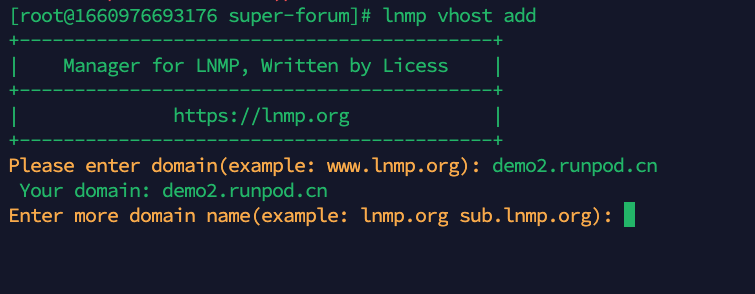 [root@1660976693176 super-forum]# lnmp vhost add
+-------------------------------------------+
|    Manager for LNMP, Written by Licess    |
+-------------------------------------------+
|              https://lnmp.org             |
+-------------------------------------------+
Please enter domain(example: www.lnmp.org): demo2.runpod.cn
 Your domain: demo2.runpod.cn
Enter more domain name(example: lnmp.org sub.lnmp.org):